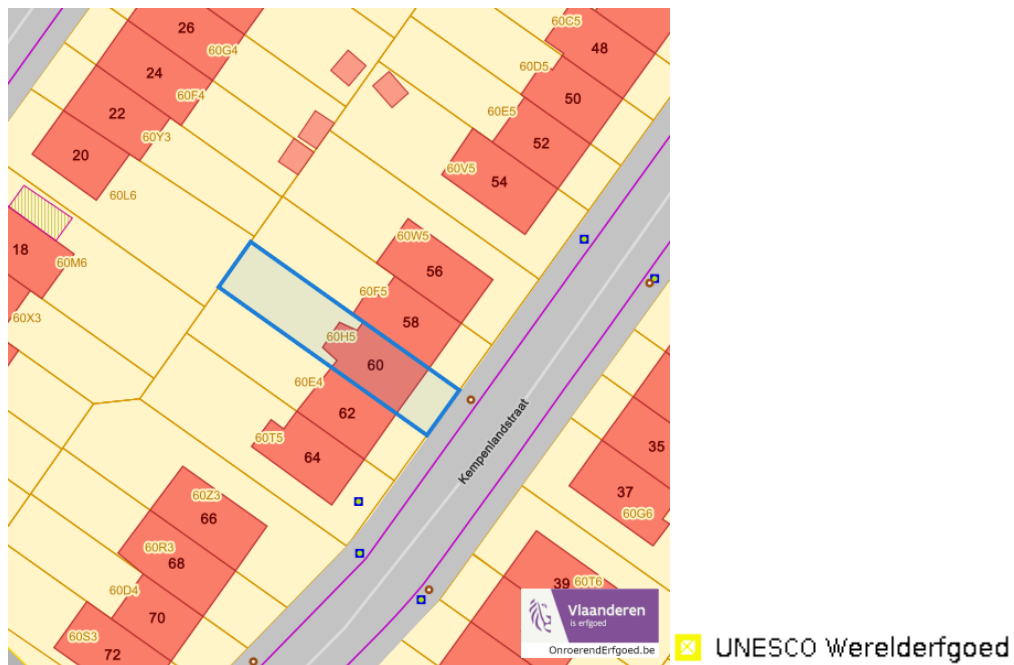 26
60G4
60C5
48
24
60D5
60F4
50
22
60E5
60Y3
52
20
60V5
54
60L6
18
60W5
60M6
56
60F5
60X3
58
60H5
60
60E4
62
60T5
64
Kempenlandstraat
35
60Z3
37
66
60G6
60R3
68
60D4
39
60T6
70
60S3
72
Vlaanderen
is erfgoed
OnroerendErfgoed.be
UNESCO Werelderfgoed